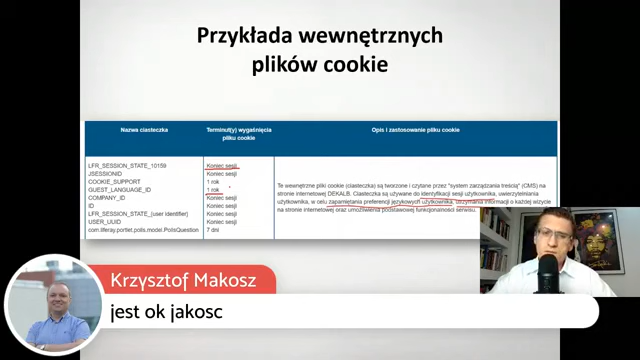 Przykłada wewnętrznych
plików cookie
Nazwa ciasteczka
Terminut(y) wygaśnięcia
pliku cookie
Opis i zastosowanie pliku cookie
LFR_SESSION_STATE_10159
Koniec sesji
JSESSIONID
Koniec sesji
COOKIE_SUPPORT
1 rok
GUEST_LANGUAGE_ID
1 rok
COMPANY_ID
Koniec sesji
ID
Koniec sesji
LFR_SESSION_STATE_{user identifier}
Koniec sesji
USER_UUID
Koniec sesji
com.liferay.portlet.polls.model.PollsQuestion
7 dni
Te wewnętrzne pliki cookie (ciasteczka) są tworzone i czytane przez "system zarządzania treścią" (CMS) na
stronie internetowej DEKALB. Ciasteczka są używane do identyfikacji sesji użytkownika, uwierzytelniania
użytkownika, w celu zapamiętania preferencji językowych użytkownika, utrzymania informacji o każdej wizycie
na stronie internetowej oraz umożliwienia podstawowej funkcjonalności serwisu.
Krzysztof Makosz
jest ok jakosc